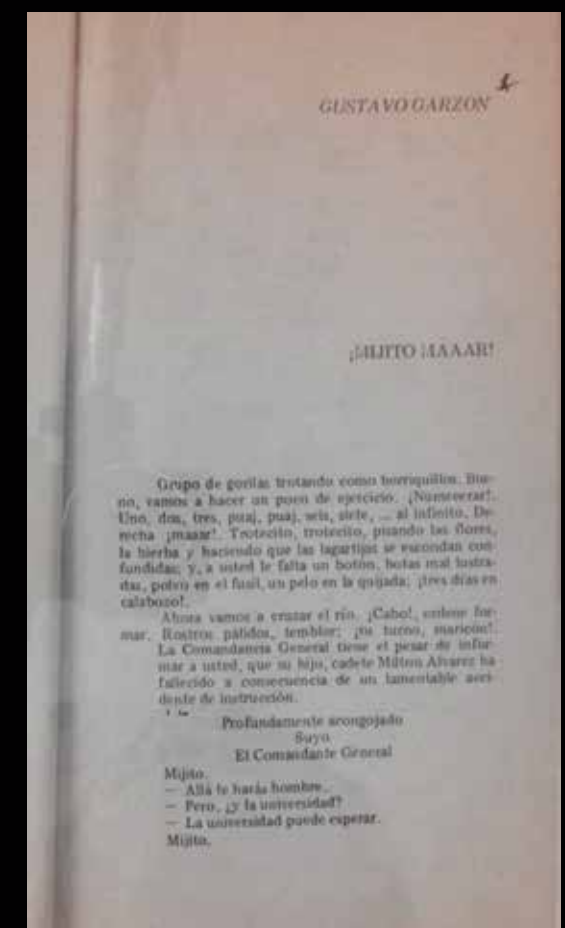 GUSTAVO GARZON
¡MIJITO MAAAR!
Grupo de gorilas trotando como borriquillos. Bue-
no, vamos a hacer un poco de ejercicio. ¡Numeeerar!.
Uno, dos, tres, puaj, puaj, seis, siete, ... al infinito. De-
recha ¡maaar!. Trotecito, trotecito, pisando las flores,
la hierba y haciendo que las lagartijas se escondan con-
fundidas; y, a usted le falta un botón, botas mal lustra-
das, polvo en el fusil, un pelo en la quijada; ¡tres días en
calabozo!.
Ahora vamos a cruzar el río. ¡Cabo!, ordene for-
mar. Rostros pálidos, temblor; ¡tu turno, maricón!.
La Comandancia General tiene el pesar de infor-
mar a usted, que su hijo, cadete Milton Alvarez ha
fallecido a consecuencia de un lamentable acci-
dente de instrucción.
Profundamente acongojado
Suyo
El Comandante General
Mijito.
— Allá te harás hombre.
— Pero, ¿y la universidad?
— La universidad puede esperar.
Mijito.